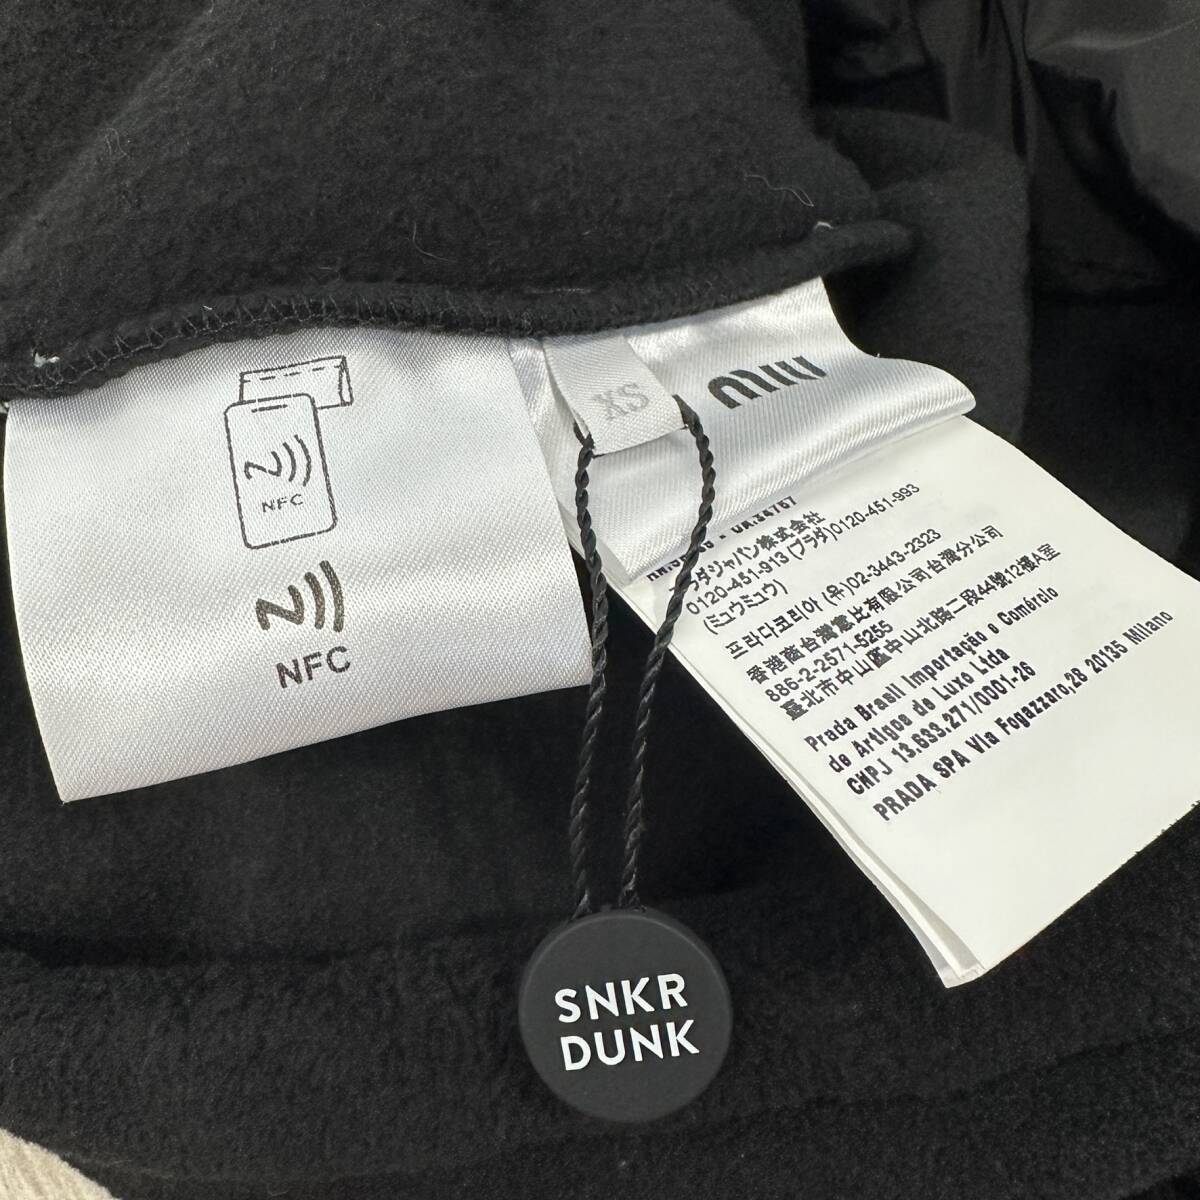 NFC
NFC
XS
MIU
プラダジャパン株式会社
0120-451-913 (プラダ)0120-451-993
(ミュウミュウ)
프라다코리아 (유)02-3443-2323
香港商台灣惠比有限公司台灣分公司
886-2-2571-5255
臺北市中山區中山北路二段44號12樓A室
Prada Brasil Importação e Comércio
de Artigos de Luxo Ltda
CNPJ 13.633.271/0001-26
PRADA SPA Via Fogazzaro,28 20135 Milano
SNKR
DUNK